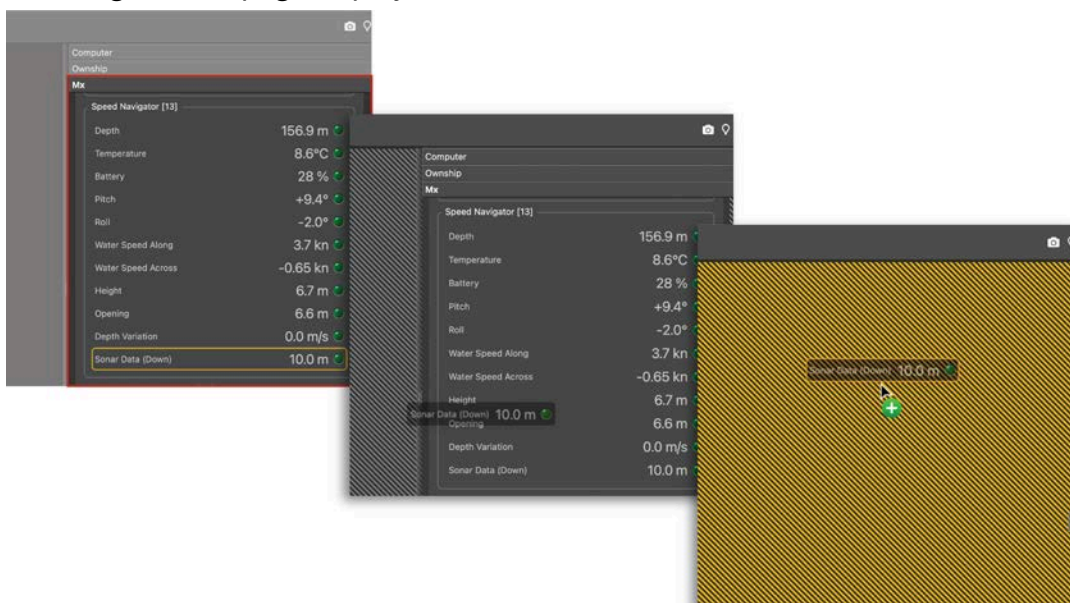 Computer
Ownship
Mx
Speed Navigator [13]
Depth 156.9 m
Temperature 8.6°C
Battery 28 %
Pitch +9.4°
Roll -2.0°
Water Speed Along 3.7 kn
Water Speed Across -0.65 kn
Height 6.7 m
Opening 6.6 m
Depth Variation 0.0 m/s
Sonar Data (Down) 10.0 m
Computer
Ownship
Mx
Speed Navigator [13]
Depth 156.9 m
Temperature 8.6°C
Battery 28 %
Pitch +9.4°
Roll -2.0°
Water Speed Along 3.7 kn
Water Speed Across -0.65 kn
Height 6.7 m
Sonar Data (Down) 10.0 m
Opening 6.6 m
Depth Variation 0.0 m/s
Sonar Data (Down) 10.0 m
Sonar Data (Down) 10.0 m